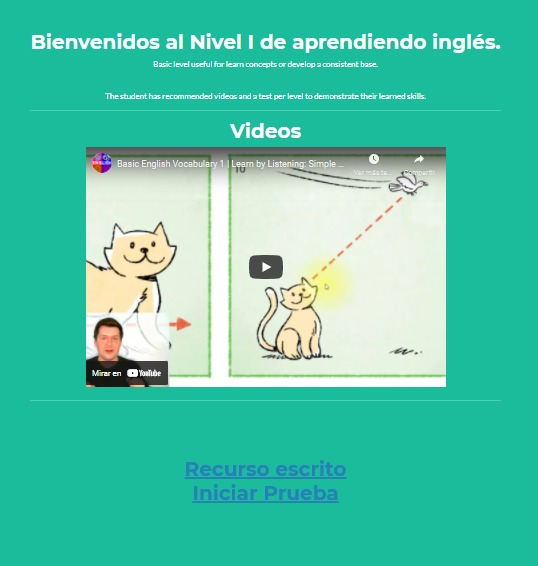 Bienvenidos al Nivel I de aprendiendo inglés.
Basic level useful for learn concepts or develop a consistent base.
The student has recommended videos and a test per level to demonstrate their learned skills.
Videos
Basic English Vocabulary 1 | Learn by Listening: Simple ...
Ver más ta... Compartir
10
Mirar en YouTube
Recurso escrito
Iniciar Prueba